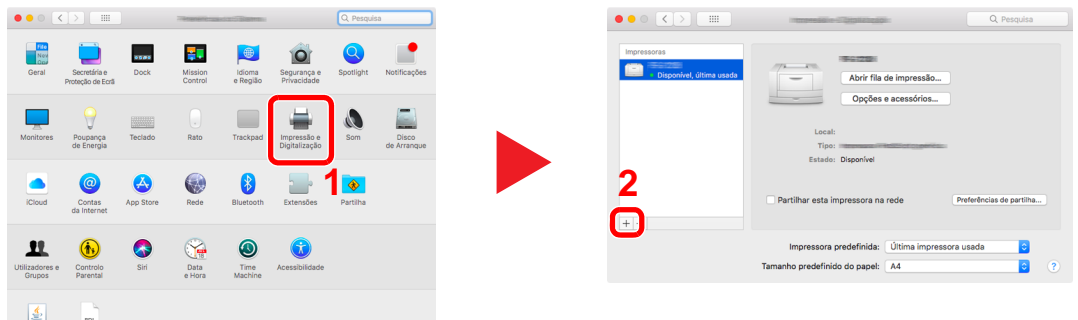 Pesquisa
Geral
Secretária e
Proteção de Ecrã
Dock
Mission
Control
Idioma
e Região
Segurança e
Privacidade
Spotlight
Notificações
Monitores
Poupança
de Energia
Teclado
Rato
Trackpad
Impressão e
Digitalização
Som
Disco
de Arranque
1
iCloud
Contas
da Internet
App Store
Rede
Bluetooth
Extensões
Partilha
Utilizadores e
Grupos
Controlo
Parental
Siri
Data
e Hora
Time
Machine
Acessibilidade
Pesquisa
Impressoras
Disponível, última usada
Abrir fila de impressão...
Opções e acessórios...
Local:
Tipo:
Estado: Disponível
2
+
Partilhar esta impressora na rede
Preferências de partilha...
Impressora predefinida: Última impressora usada
Tamanho predefinido do papel: A4
?